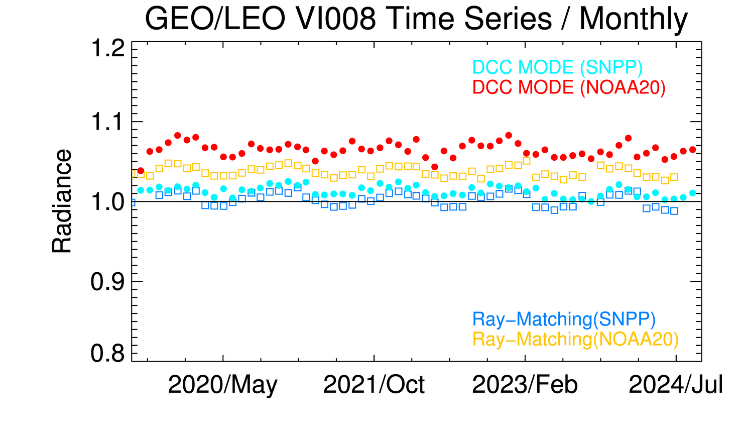 GEO/LEO VI008 Time Series / Monthly
1.2
DCC MODE (SNPP)
DCC MODE (NOAA20)
1.1
Radiance
1.0
0.9
Ray−Matching(SNPP)
Ray−Matching(NOAA20)
0.8
2020/May 2021/Oct 2023/Feb 2024/Jul